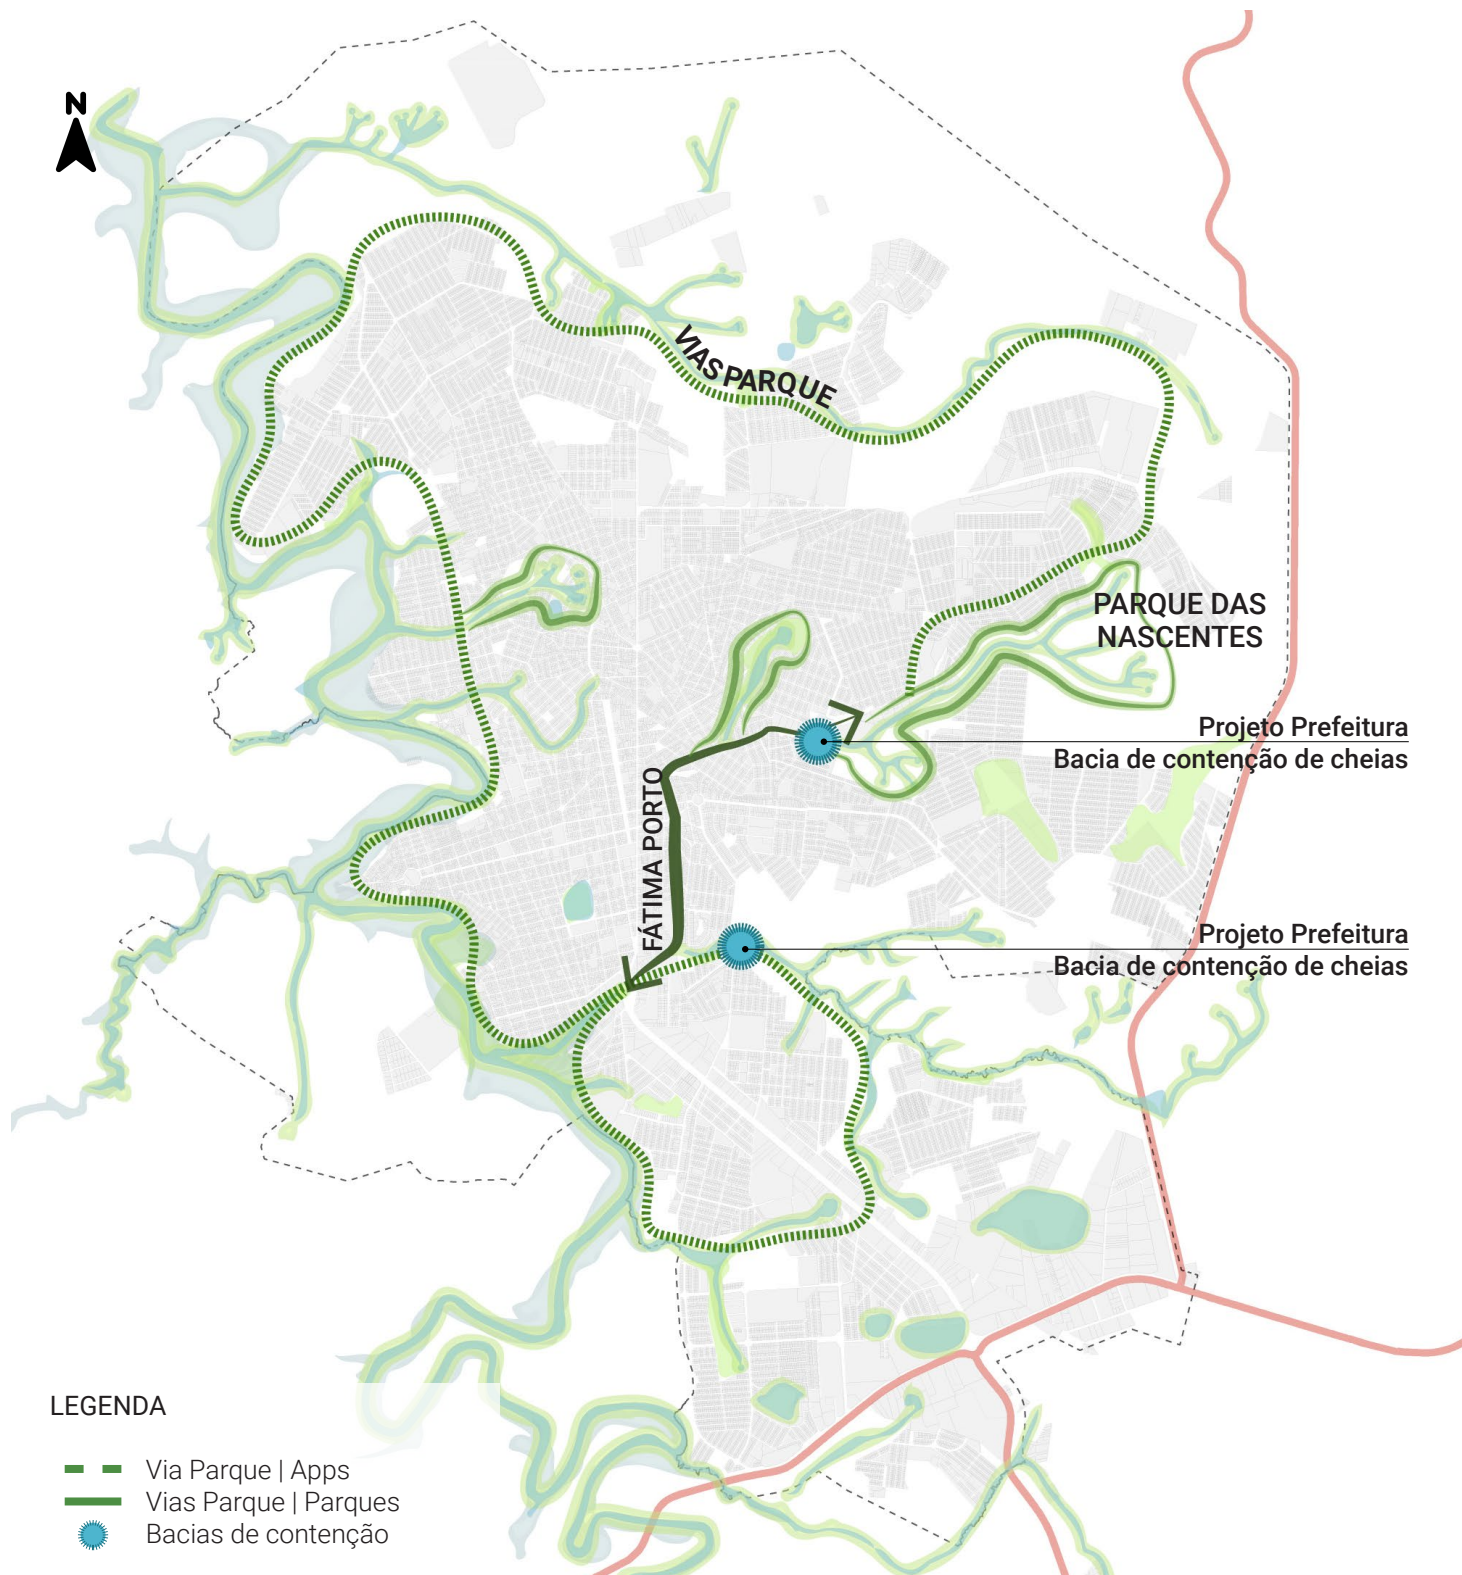 N
VIAS PARQUE
PARQUE DAS
NASCENTES
Projeto Prefeitura
Bacia de contenção de cheias
FÁTIMA PORTO
Projeto Prefeitura
Bacia de contenção de cheias
LEGENDA
Via Parque | Apps
Vias Parque | Parques
Bacias de contenção